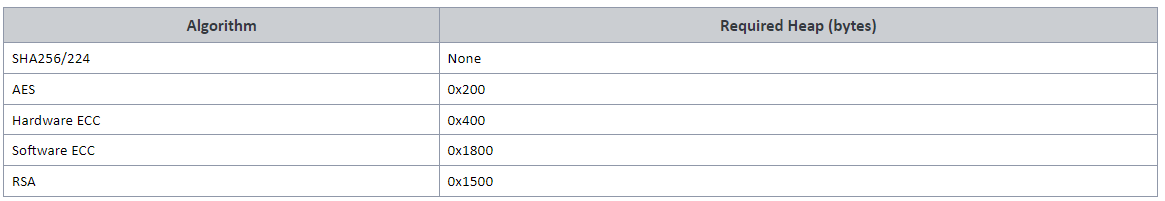 Algorithm Required Heap (bytes)
SHA256/224 None
AES 0x200
Hardware ECC 0x400
Software ECC 0x1800
RSA 0x1500